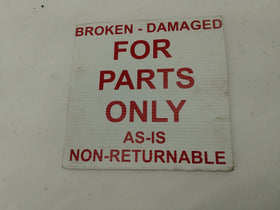 BROKEN - DAMAGED
FOR
PARTS
ONLY
AS-IS
NON-RETURNABLE